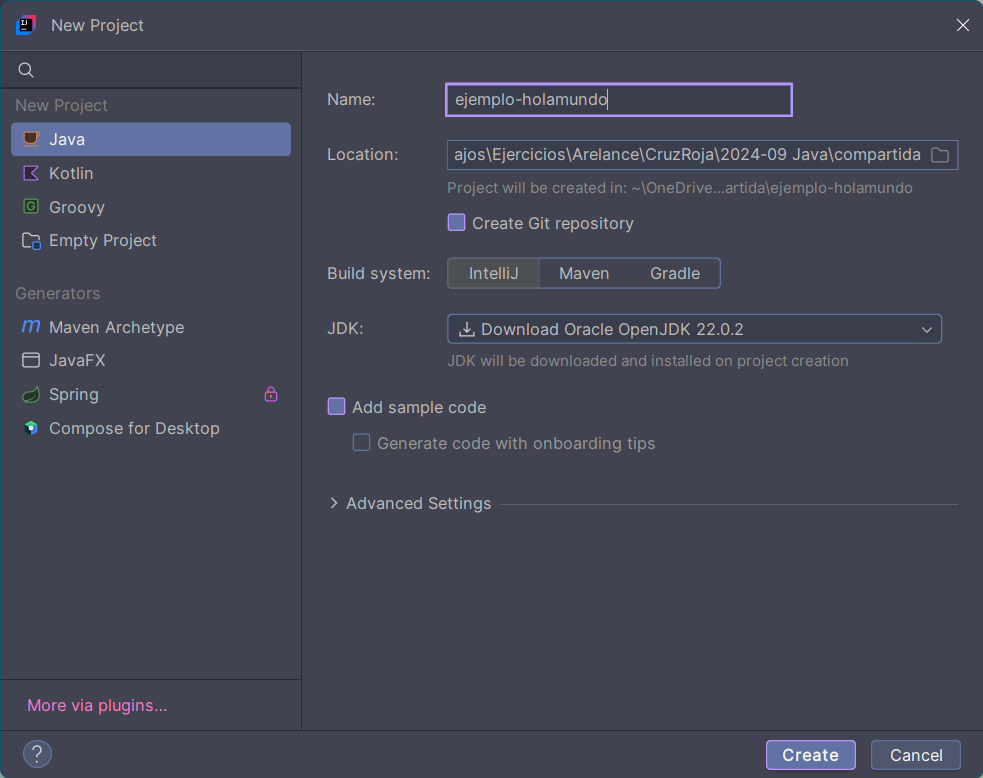 New Project
New Project
Java
Kotlin
Groovy
Empty Project
Generators
Maven Archetype
JavaFX
Spring
Compose for Desktop
More via plugins...
Name:
ejemplo-holamundo
Location:
ajos\Ejercicios\Arelance\CruzRoja\2024-09 Java\compartida
Project will be created in: ~\OneDrive...artida\ejemplo-holamundo
Create Git repository
Build system:
IntelliJ Maven Gradle
JDK:
Download Oracle OpenJDK 22.0.2
JDK will be downloaded and installed on project creation
Add sample code
Generate code with onboarding tips
Advanced Settings
?
Create Cancel